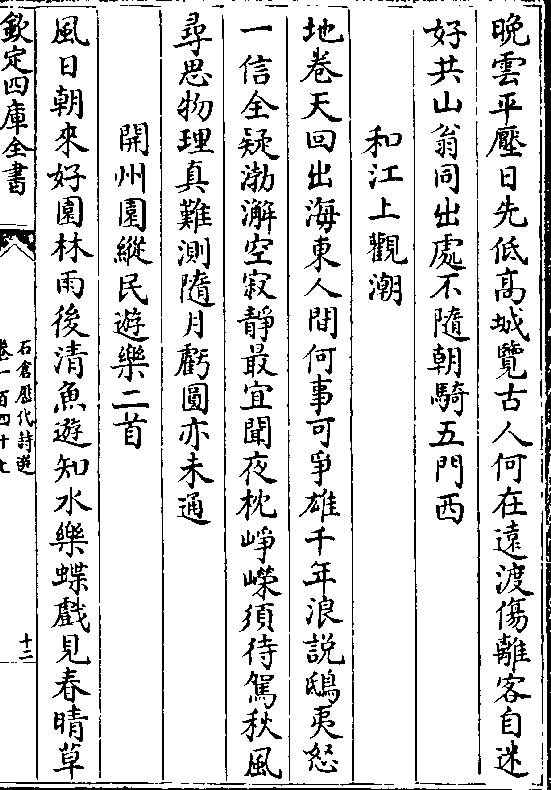 晚雲平壓日先低高城覽古人何在遠渡傷離客自迷
好共山翁同出處不隨朝騎五門西
和江上觀潮
地卷天回出海東人間何事可爭雄千年浪說鴟夷怒
一信全疑渤澥空寂靜最宜聞夜枕崢嶸須待駕秋風
尋思物理真難測隨月虧圓亦未通
開州園縱民遊樂二首
風日朝來好園林雨後清魚遊知水樂蝶戲見春晴草
欽定四庫全書
石倉歷代詩選
卷一百四十九
十二